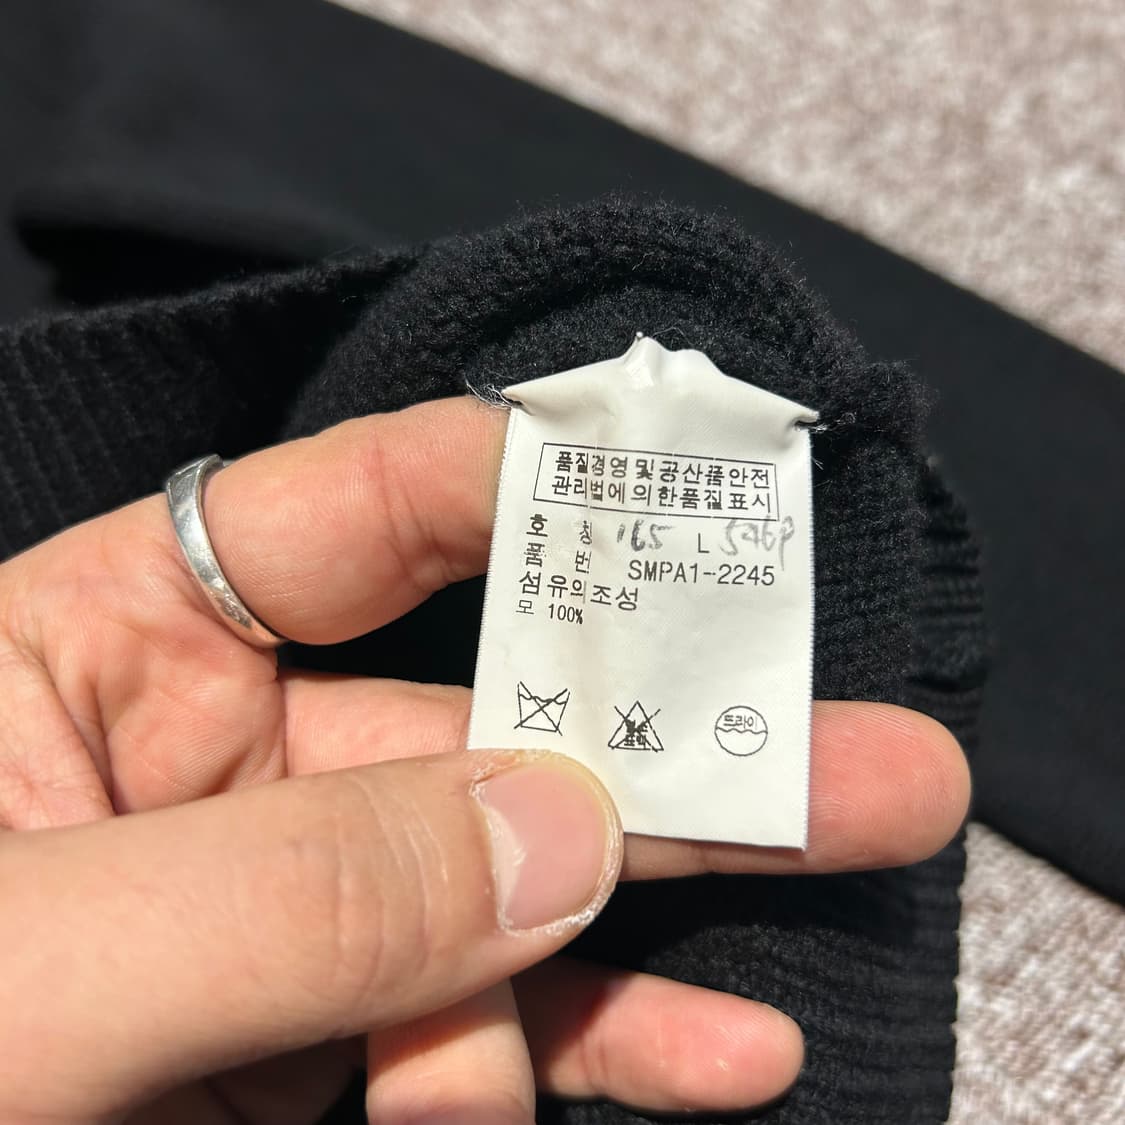 품질경영및공산품안전
관리법에의한품질표시
호 칭 165 L
품 번 SMPA1-2245
섬유의조성
모 100%
드라이